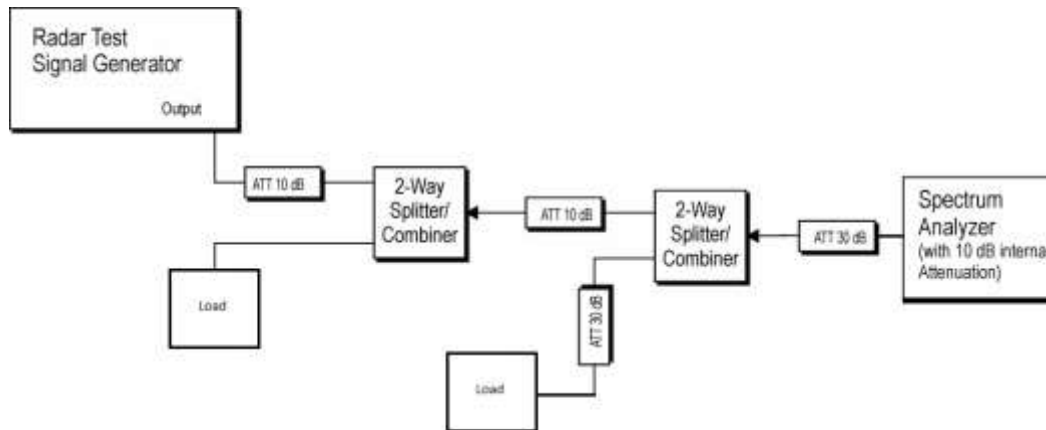 Radar Test
Signal Generator
Output
ATT 10 dB
2-Way
Splitter/
Combiner
ATT 10 dB
2-Way
Splitter/
Combiner
ATT 30 dB
Spectrum
Analyzer
(with 10 dB interna
Attenuation)
Load
ATT 30 dB
Load